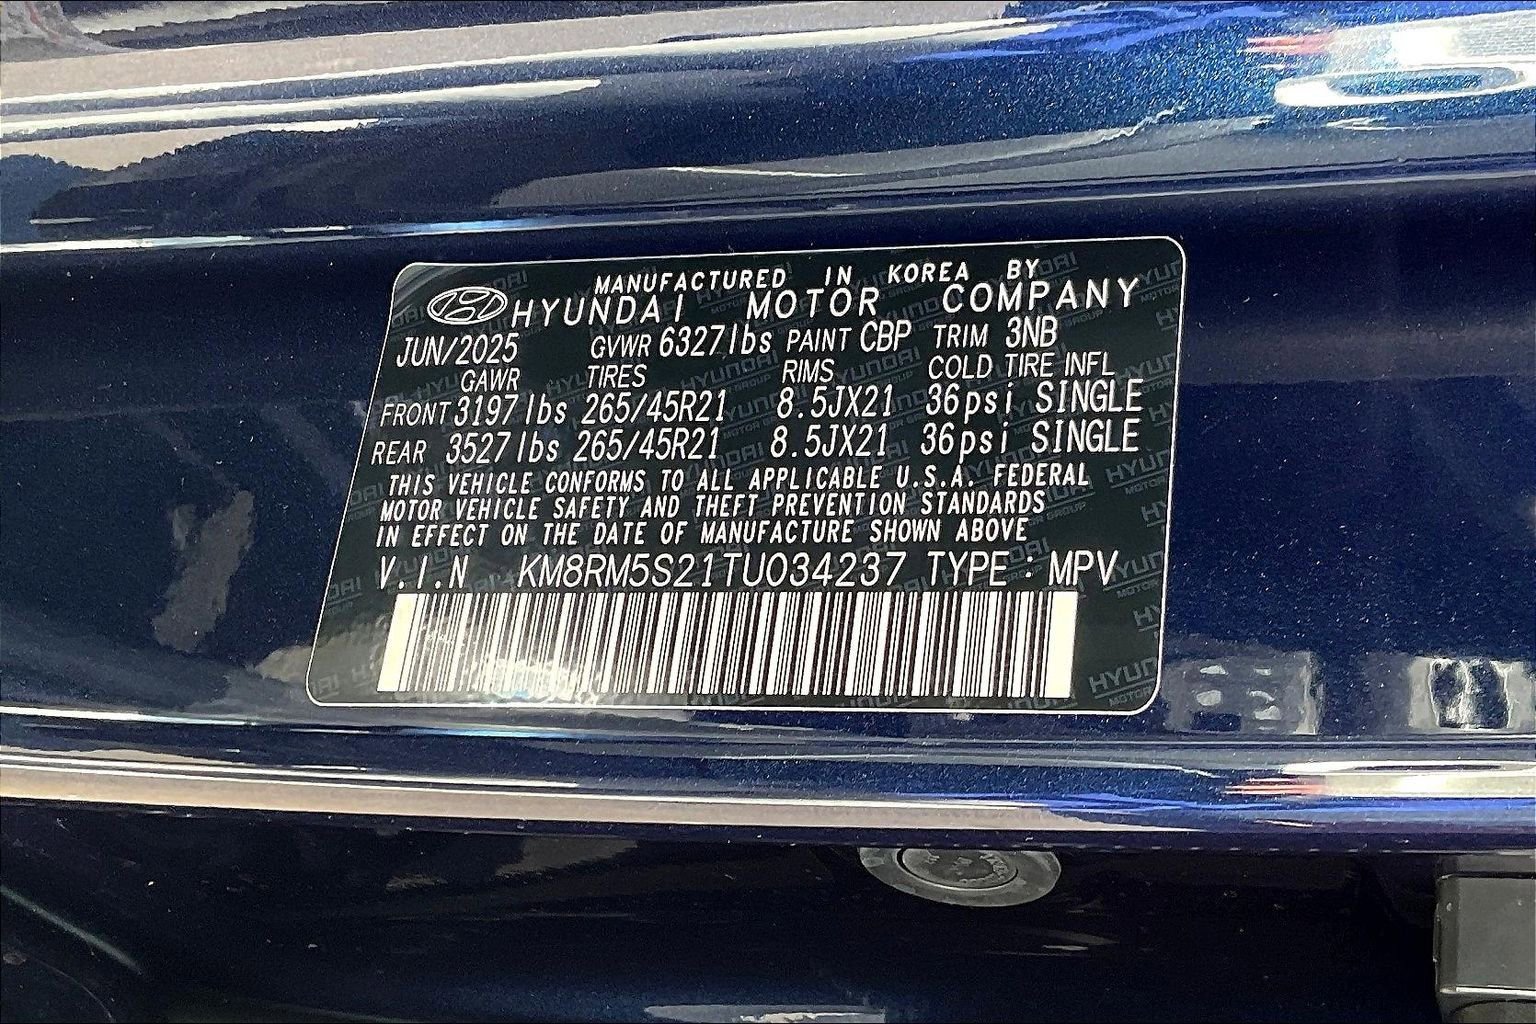 MANUFACTURED IN KOREA BY
HYUNDAI MOTOR COMPANY
JUN/2025 GVWR 6327lbs PAINT CBP TRIM 3NB
GAWR TIRES RIMS COLD TIRE INFL
FRONT 3197lbs 265/45R21 8.5JX21 36psi SINGLE
REAR 3527lbs 265/45R21 8.5JX21 36psi SINGLE
THIS VEHICLE CONFORMS TO ALL APPLICABLE U.S.A. FEDERAL
MOTOR VEHICLE SAFETY AND THEFT PREVENTION STANDARDS
IN EFFECT ON THE DATE OF MANUFACTURE SHOWN ABOVE
V.I.N KM8RM5S21TU034237 TYPE : MPV